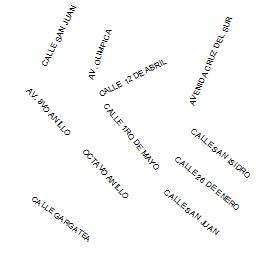 CALLE SAN JUAN
AV. OLIMPICA
AVENIDA CRUZ DEL SUR
CALLE 12 DE ABRIL
AV. 8VO ANILLO
CALLE 1RO DE MAYO
CALLE SAN ISIDRO
OCTAVO ANILLO
CALLE 26 DE ENERO
CALLE SAN JUAN
CALLE GARGATEA